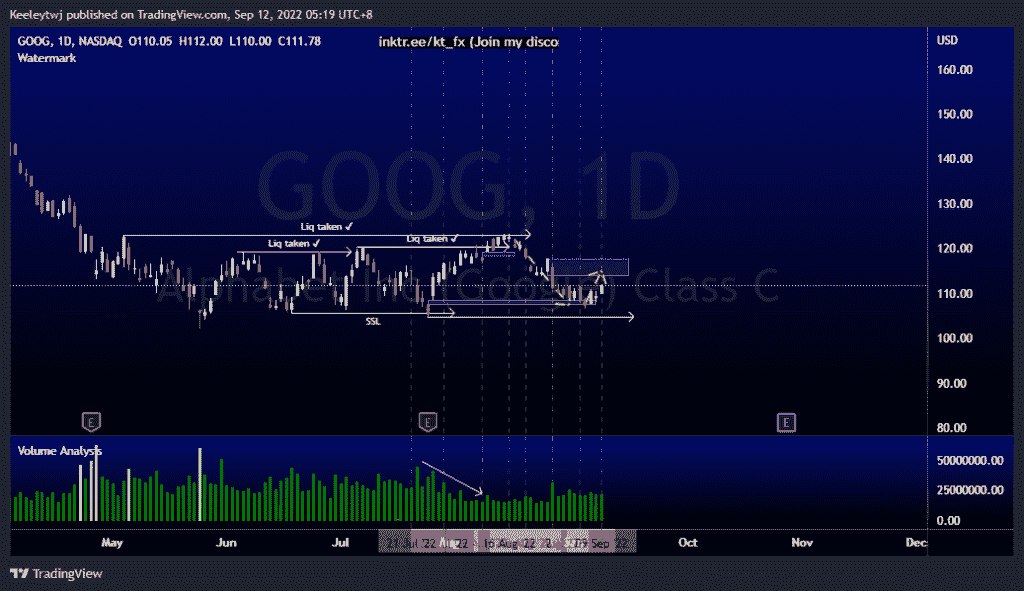 Keeleytwj published on TradingView.com, Sep 12, 2022 05:19 UTC+8
GOOG, 1D, NASDAQ O110.05 H112.00 L110.00 C111.78
inktr.ee/kt_fx (Join my disco
USD
Watermark
160.00
150.00
140.00
GOOG, 1D
130.00
Liq taken ✓
Liq taken ✓
Liq taken ✓
120.00
Alphabet Inc (Google) Class C
110.00
SSL
100.00
90.00
E
E
E
80.00
Volume Analysis
50000000.00
25000000.00
0.00
May
Jun
Jul
16 Aug '22
Sep
Oct
Nov
Dec
TradingView